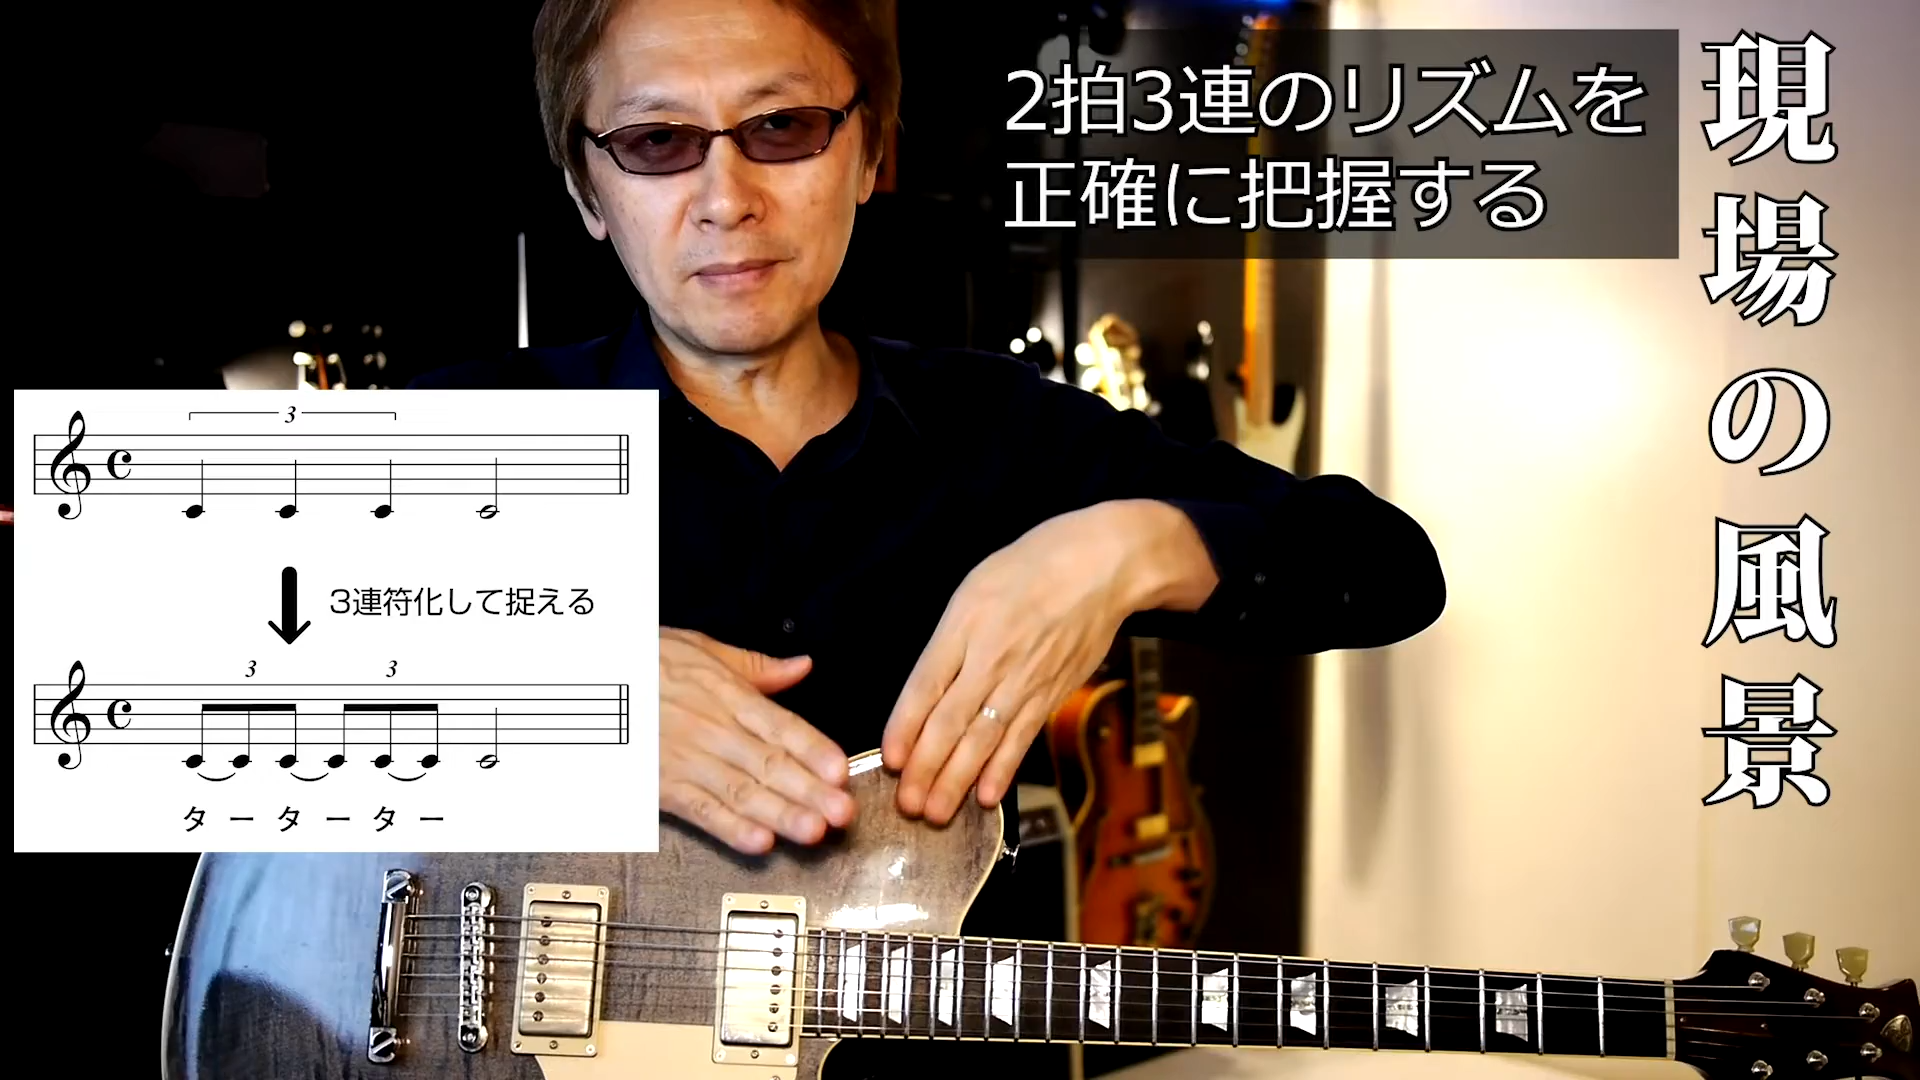 2拍3連のリズムを
正確に把握する
現場の風景
3
3連符化して捉える
3 3
ターターター